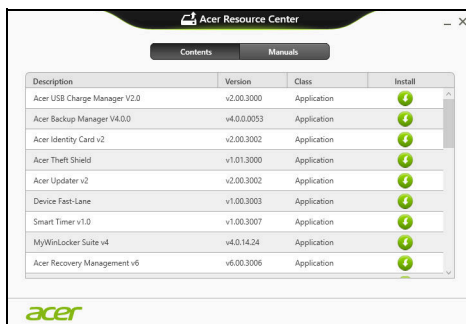 Acer Resource Center
Contents Manuals
Description Version Class Install
Acer USB Charge Manager V2.0 v2.00.3000 Application
Acer Backup Manager V4.0.0 v4.0.0.0053 Application
Acer Identity Card v2 v2.00.3002 Application
Acer Theft Shield v1.01.3000 Application
Acer Updater v2 v2.00.3002 Application
Device Fast-Lane v1.00.3003 Application
Smart Timer v1.0 v1.00.3007 Application
MyWinLocker Suite v4 v4.0.14.24 Application
Acer Recovery Management v6 v6.00.3006 Application
acer